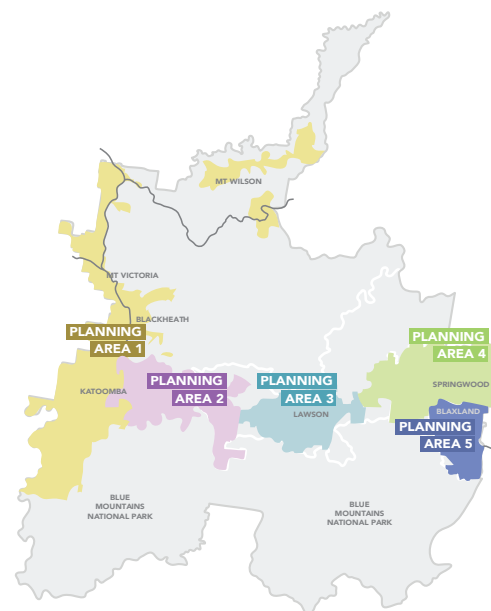 MT WILSON
MT VICTORIA
BLACKHEATH
PLANNING
AREA 1
KATOOMBA
PLANNING
AREA 2
PLANNING
AREA 3
LAWSON
PLANNING
AREA 4
SPRINGWOOD
BLAXLAND
PLANNING
AREA 5
BLUE
MOUNTAINS
NATIONAL PARK
BLUE
MOUNTAINS
NATIONAL PARK